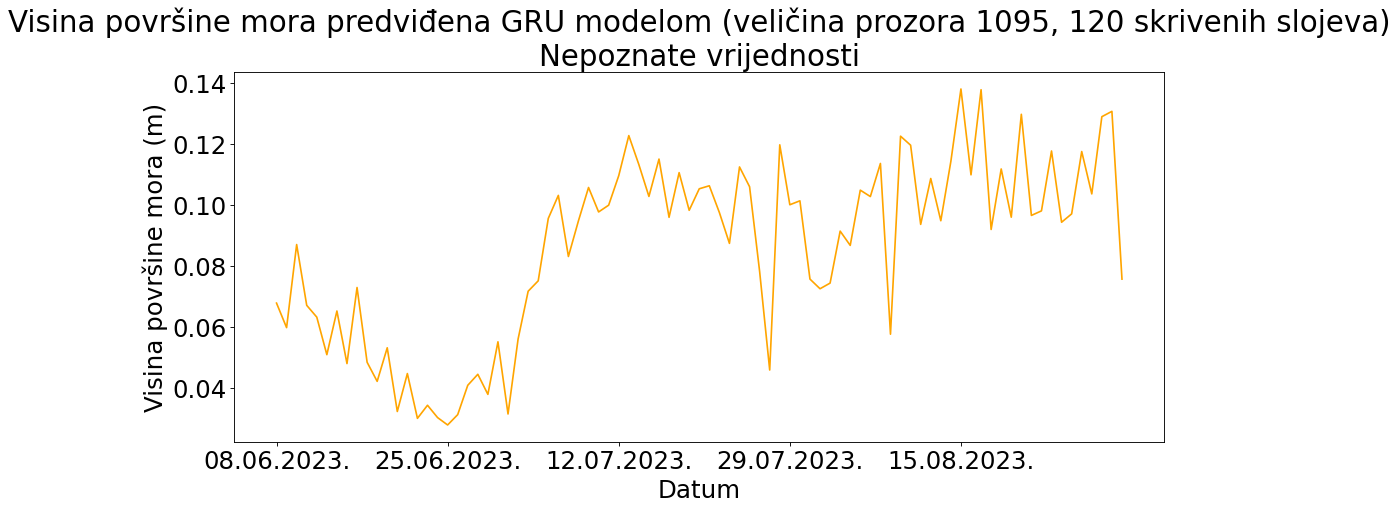 Visina površine mora predviđena GRU modelom (veličina prozora 1095, 120 skrivenih slojeva)
Nepoznate vrijednosti
Visina površine mora (m)
0.14
0.12
0.10
0.08
0.06
0.04
08.06.2023. 25.06.2023. 12.07.2023. 29.07.2023. 15.08.2023.
Datum